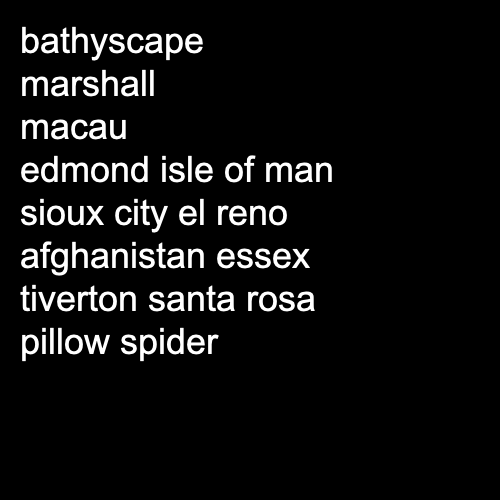 bathyscape
marshall
macau
edmond isle of man
sioux city el reno
afghanistan essex
tiverton santa rosa
pillow spider